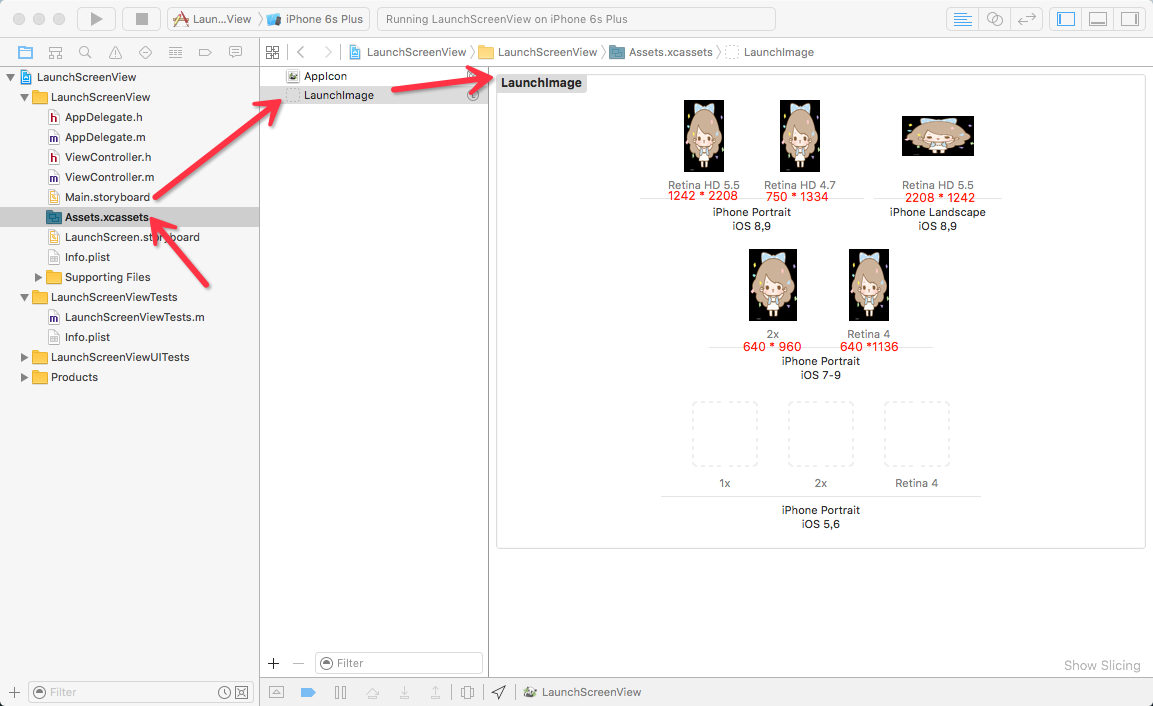 Laun...View
iPhone 6s Plus
Running LaunchScreenView on iPhone 6s Plus
LaunchScreenView
LaunchScreenView
Assets.xcassets
LaunchImage
LaunchScreenView
LaunchScreenView
h AppDelegate.h
m AppDelegate.m
h ViewController.h
m ViewController.m
Main.storyboard
Assets.xcassets
LaunchScreen.storyboard
Info.plist
Supporting Files
LaunchScreenViewTests
m LaunchScreenViewTests.m
Info.plist
LaunchScreenViewUITests
Products
Filter
AppIcon
LaunchImage
Filter
LaunchImage
Retina HD 5.5
1242 * 2208
Retina HD 4.7
750 * 1334
iPhone Portrait
iOS 8,9
Retina HD 5.5
2208 * 1242
iPhone Landscape
iOS 8,9
2x
640 * 960
Retina 4
640 *1136
iPhone Portrait
iOS 7-9
1x
2x
Retina 4
iPhone Portrait
iOS 5,6
Show Slicing
LaunchScreenView